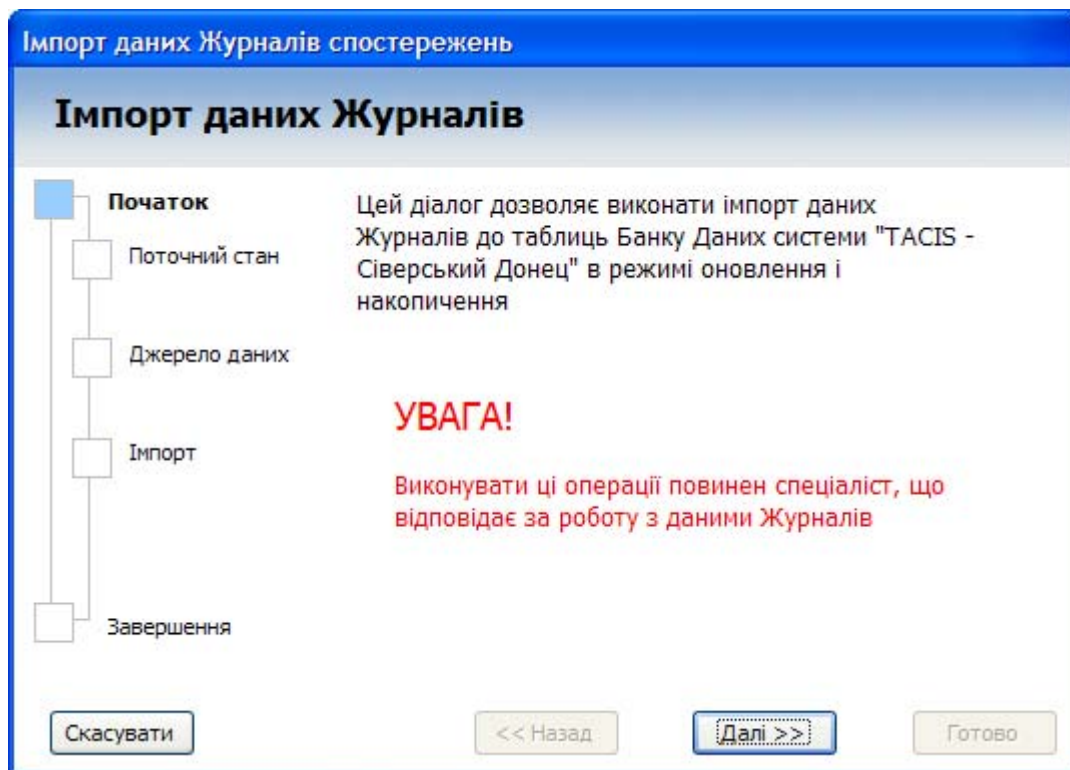 Імпорт даних Журналів спостережень
Імпорт даних Журналів
Початок
Поточний стан
Джерело даних
Імпорт
Завершення
Цей діалог дозволяє виконати імпорт даних
Журналів до таблиць Банку Даних системи "TACIS -
Сіверський Донец" в режимі оновлення і
накопичення
УВАГА!
Виконувати ці операції повинен спеціаліст, що
відповідає за роботу з даними Журналів
Скасувати
<< Назад
Далі >>
Готово